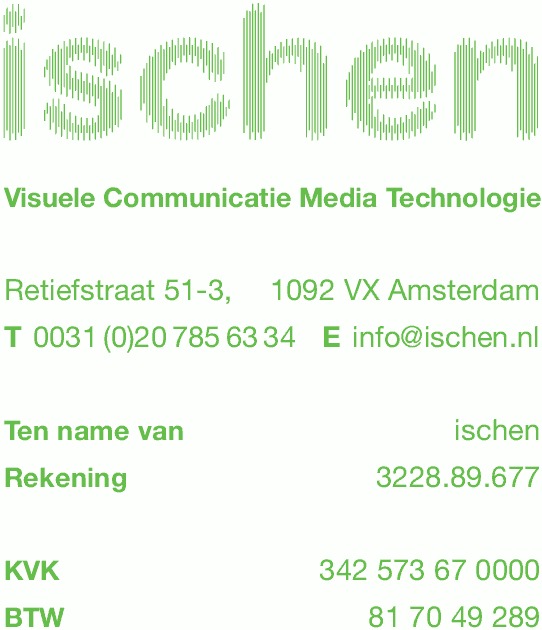 ischen
Visuele Communicatie Media Technologie
Retiefstraat 51-3, 1092 VX Amsterdam
T 0031 (0)20 785 63 34 E info@ischen.nl
Ten name van ischen
Rekening 3228.89.677
KVK 342 573 67 0000
BTW 81 70 49 289